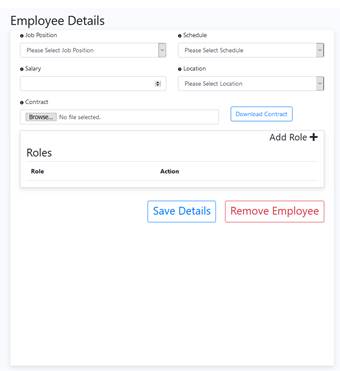 Employee Details
Job Position
Schedule
Please Select Job Position
Please Select Schedule
Salary
Location
Please Select Location
Contract
Browse... No file selected.
Download Contract
Add Role +
Roles
Role
Action
Save Details
Remove Employee